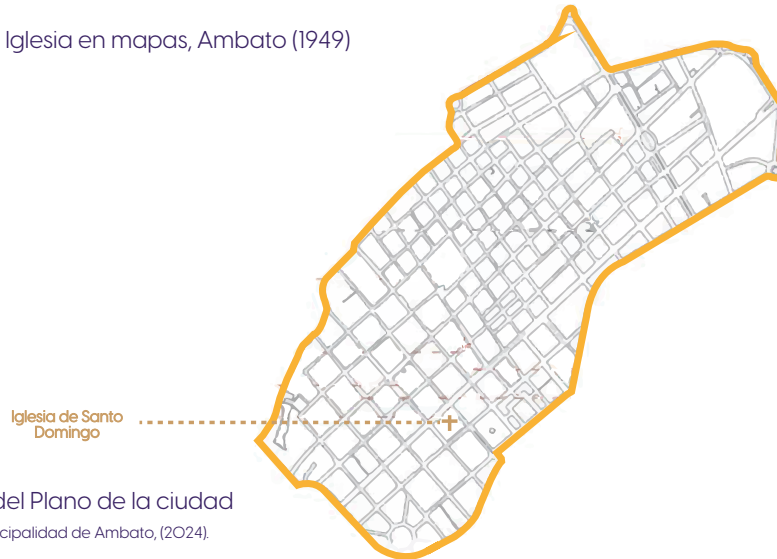 Iglesia en mapas, Ambato (1949)
Iglesia de Santo
Domingo
del Plano de la ciudad
cipalidad de Ambato, (2024).